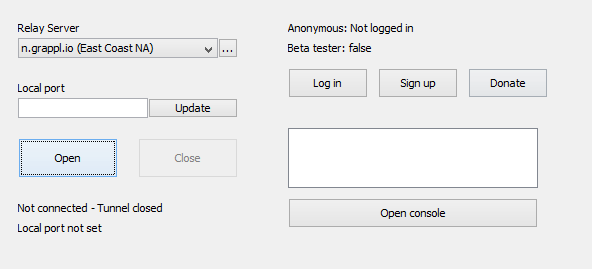 Relay Server
n.grappl.io (East Coast NA)
...
Local port
Update
Open
Close
Not connected - Tunnel closed
Local port not set
Anonymous: Not logged in
Beta tester: false
Log in
Sign up
Donate
Open console